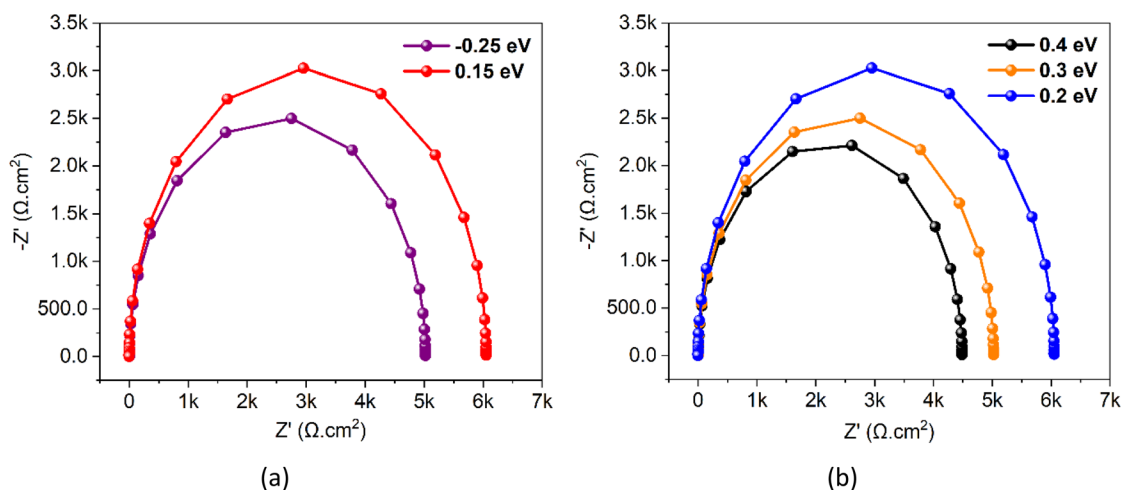 3.5k
3.0k
2.5k
2.0k
1.5k
1.0k
500.0
0.0
-Z' (Ω.cm²)
-0.25 eV
0.15 eV
0 1k 2k 3k 4k 5k 6k 7k
Z' (Ω.cm²)
(a)
3.5k
3.0k
2.5k
2.0k
1.5k
1.0k
500.0
0.0
-Z' (Ω.cm²)
0.4 eV
0.3 eV
0.2 eV
0 1k 2k 3k 4k 5k 6k 7k
Z' (Ω.cm²)
(b)